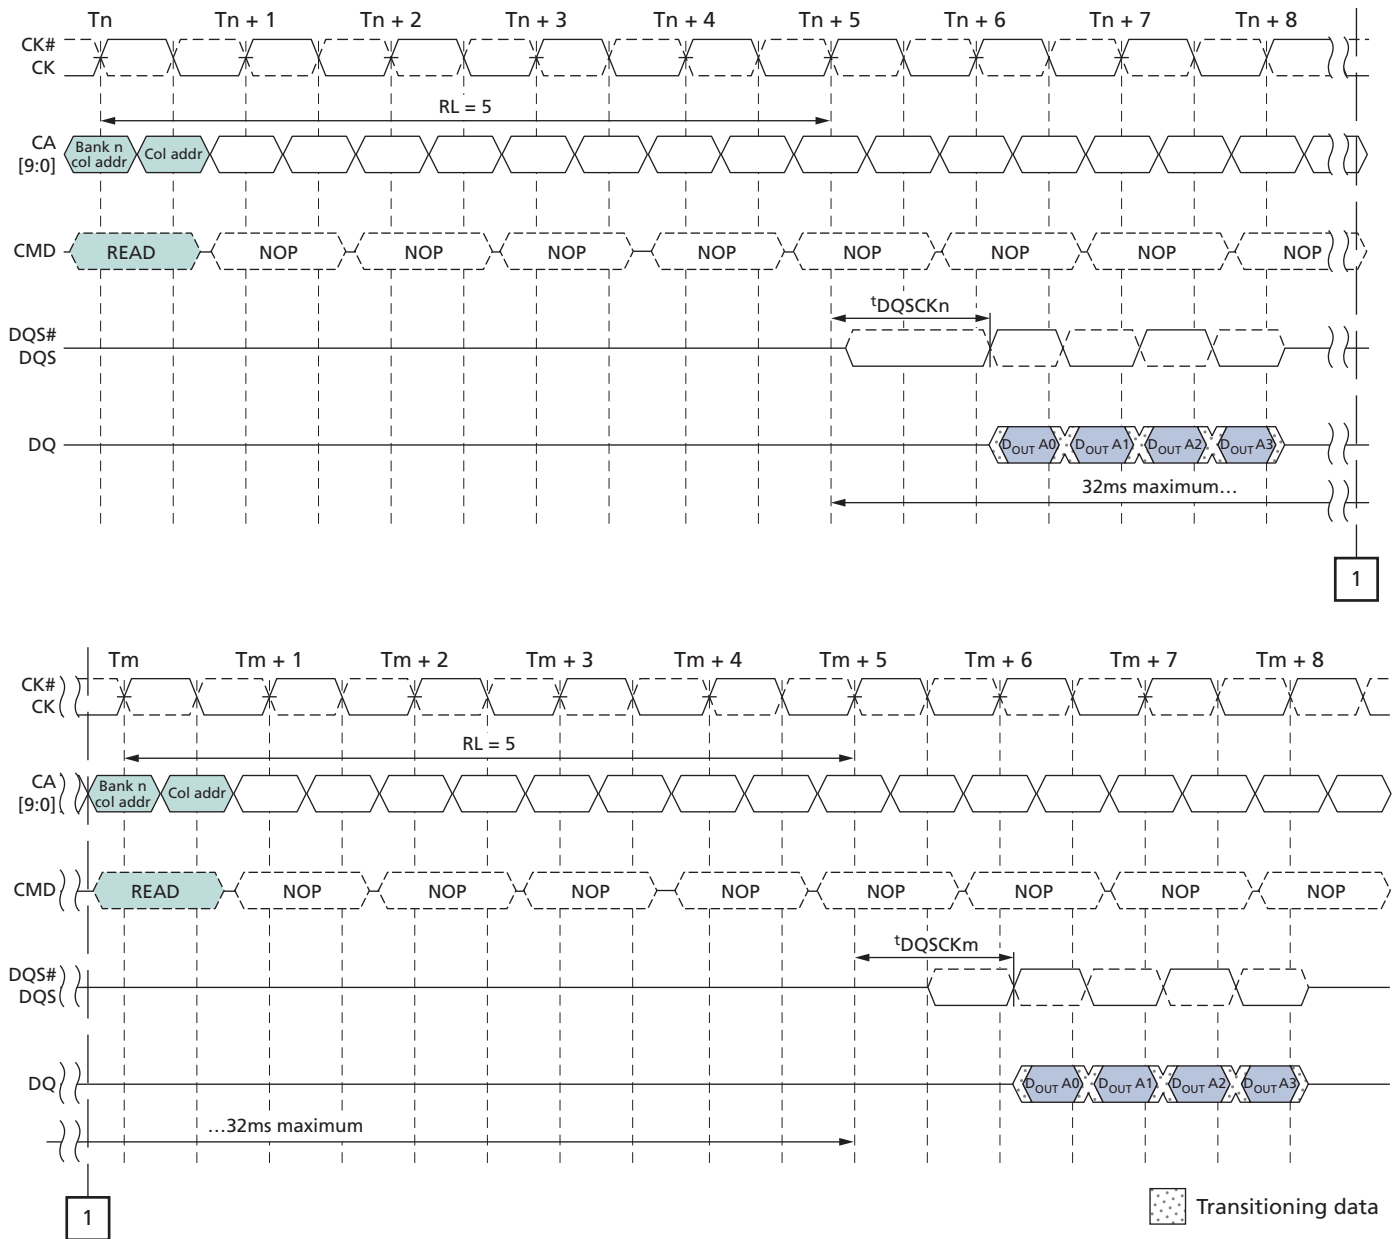 Tn Tn + 1 Tn + 2 Tn + 3 Tn + 4 Tn + 5 Tn + 6 Tn + 7 Tn + 8
CK#
CK
RL = 5
CA
[9:0]
Bank n
col addr
Col addr
CMD READ NOP NOP NOP NOP NOP NOP NOP NOP
tDQSCKn
DQS#
DQS
DQ DOUT A0 DOUT A1 DOUT A2 DOUT A3
32ms maximum…
1
Tm Tm + 1 Tm + 2 Tm + 3 Tm + 4 Tm + 5 Tm + 6 Tm + 7 Tm + 8
CK#
CK
RL = 5
CA
[9:0]
Bank n
col addr
Col addr
CMD READ NOP NOP NOP NOP NOP NOP NOP NOP
tDQSCKm
DQS#
DQS
DQ DOUT A0 DOUT A1 DOUT A2 DOUT A3
…32ms maximum
1
Transitioning data